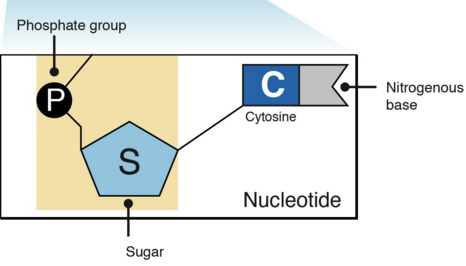 Phosphate group
P
C
Cytosine
Nitrogenous
base
S
Nucleotide
Sugar